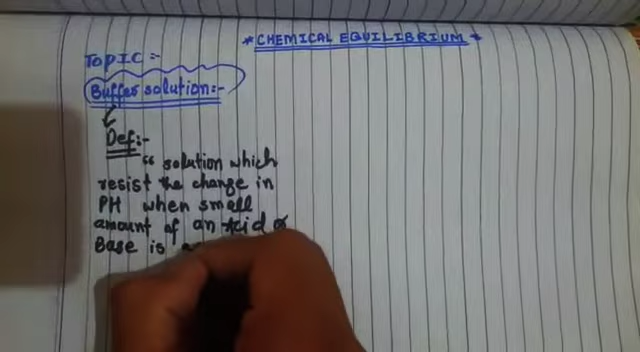 * CHEMICAL EQUILIBRIUM *
Topic :-
Buffer solution:-
Def:-
“ solution which
resist the change in
PH when small
amount of an Acid or
Base is